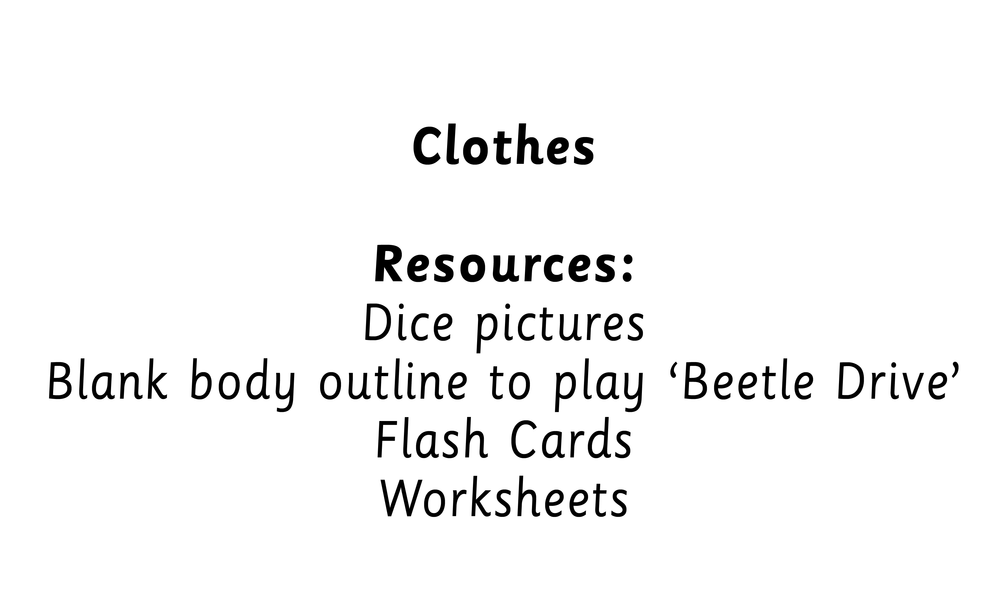 Clothes
Resources:
Dice pictures
Blank body outline to play ‘Beetle Drive’
Flash Cards
Worksheets